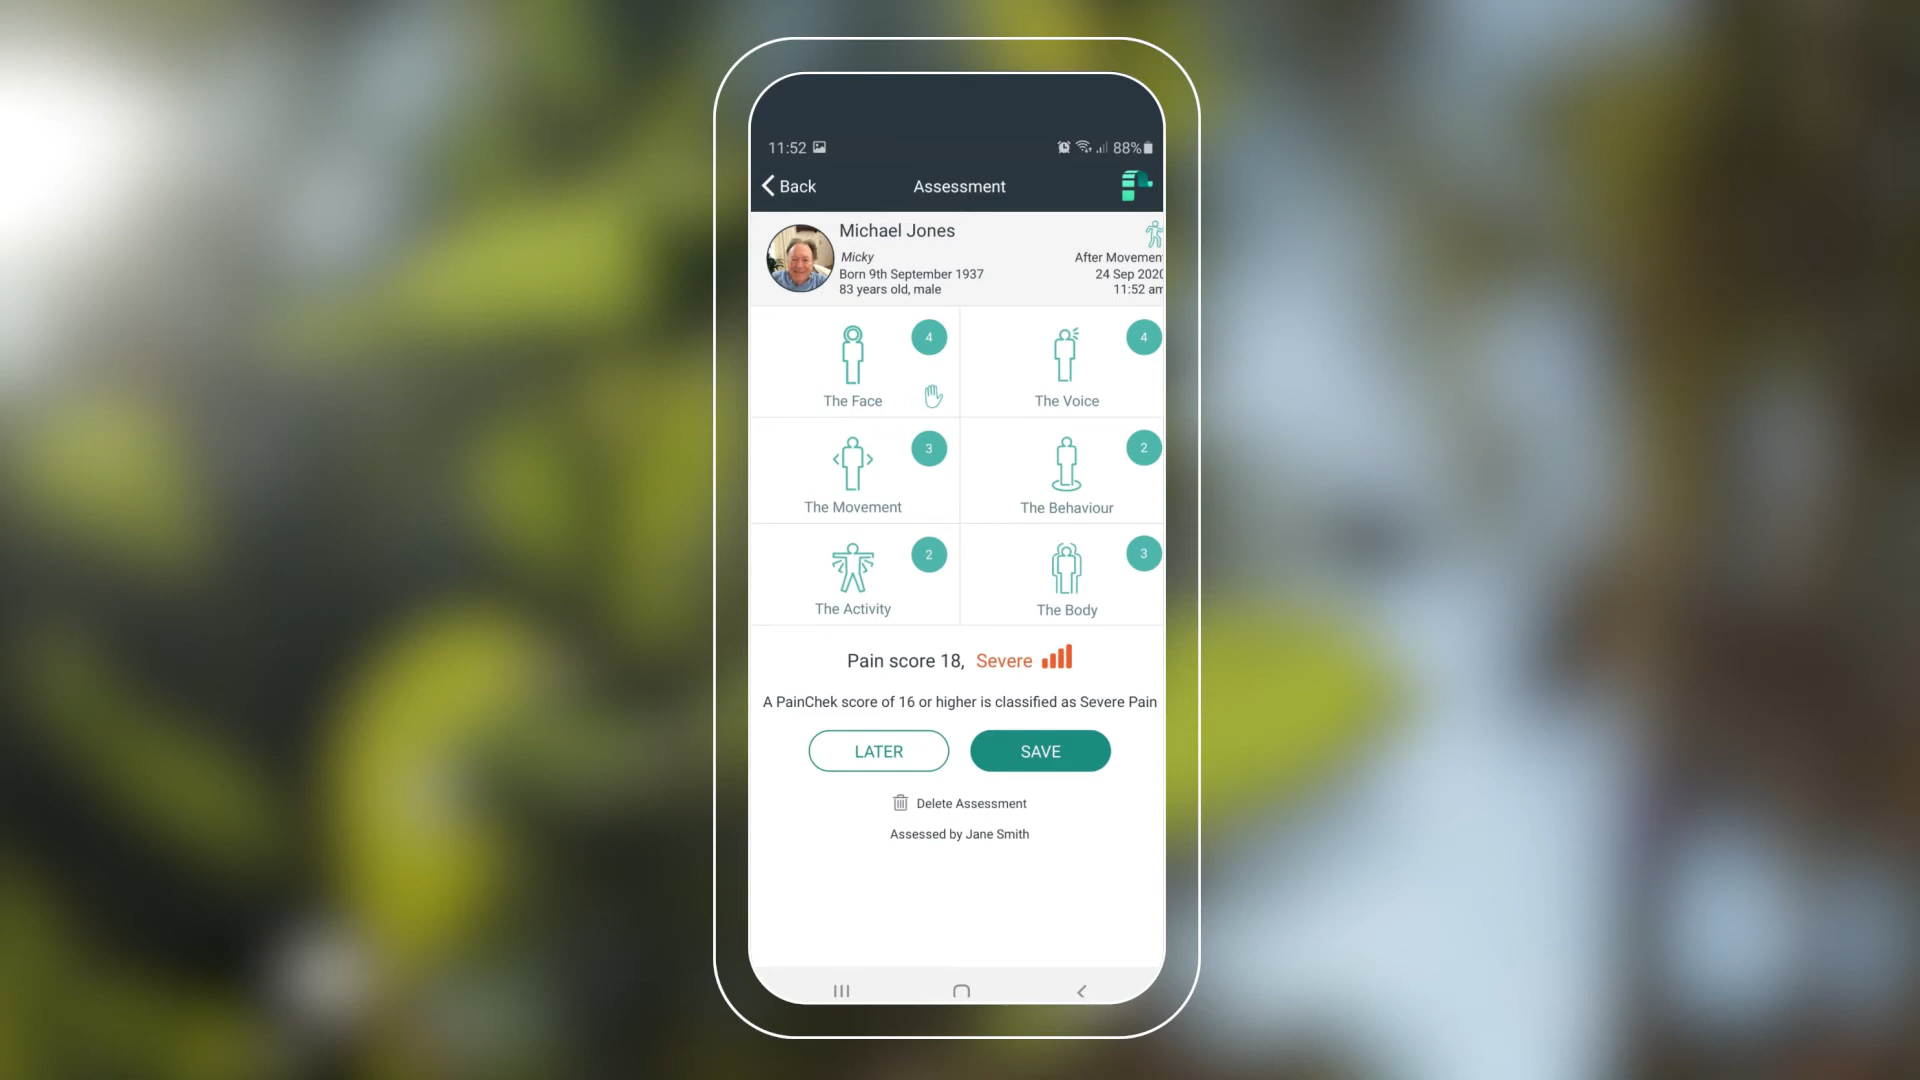 11:52 88%
Back Assessment
Michael Jones
Micky After Movemen
Born 9th September 1937 24 Sep 2020
83 years old, male 11:52 am
4 4
The Face The Voice
3 2
The Movement The Behaviour
2 3
The Activity The Body
Pain score 18, Severe
A PainChek score of 16 or higher is classified as Severe Pain
LATER SAVE
Delete Assessment
Assessed by Jane Smith